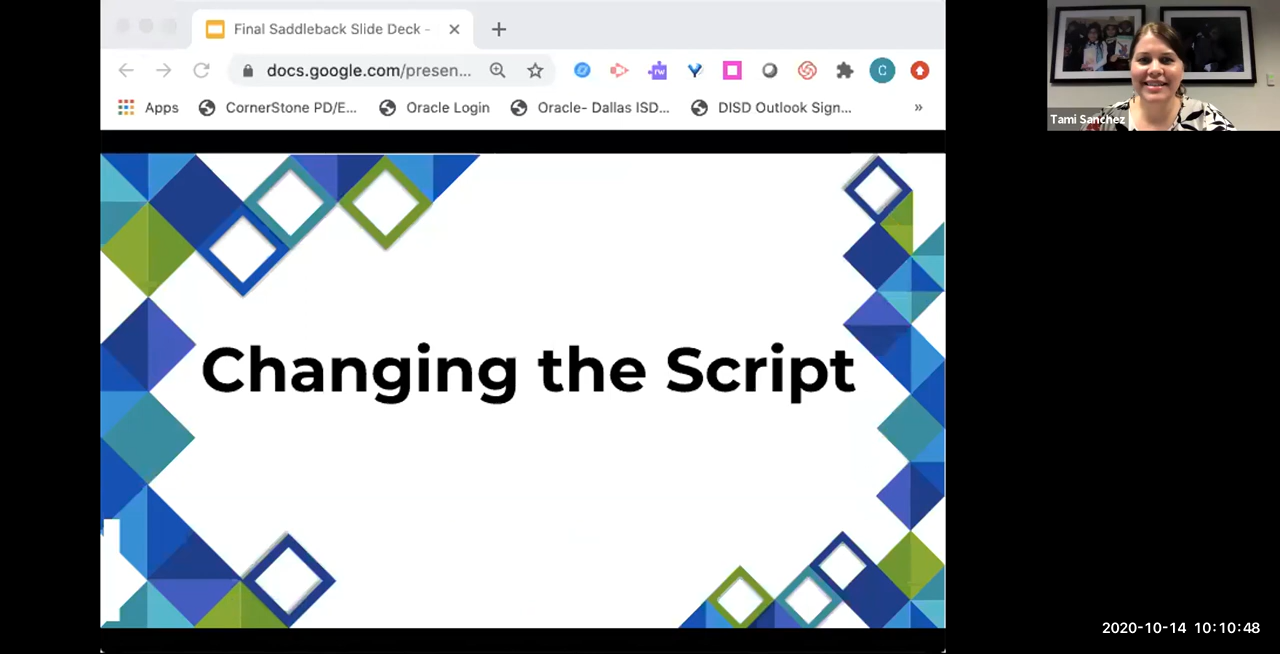 Final Saddleback Slide Deck -
docs.google.com/presen...
rw
C
Apps
CornerStone PD/E...
Oracle Login
Oracle- Dallas ISD...
DISD Outlook Sign...
»
Tami Sanchez
Changing the Script
2020-10-14 10:10:48